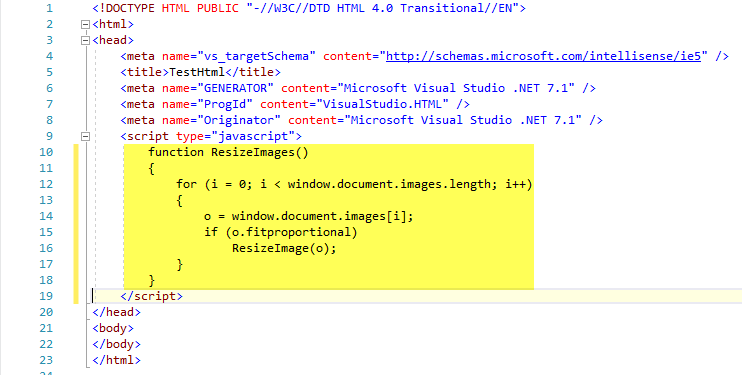 1 <!DOCTYPE HTML PUBLIC "-//W3C//DTD HTML 4.0 Transitional//EN">
2 <html>
3 <head>
4 <meta name="vs_targetSchema" content="http://schemas.microsoft.com/intellisense/ie5" />
5 <title>TestHtml</title>
6 <meta name="GENERATOR" content="Microsoft Visual Studio .NET 7.1" />
7 <meta name="ProgId" content="VisualStudio.HTML" />
8 <meta name="Originator" content="Microsoft Visual Studio .NET 7.1" />
9 <script type="javascript">
10 function ResizeImages()
11 {
12 for (i = 0; i < window.document.images.length; i++)
13 {
14 o = window.document.images[i];
15 if (o.fitproportional)
16 ResizeImage(o);
17 }
18 }
19 </script>
20 </head>
21 <body>
22 </body>
23 </html>